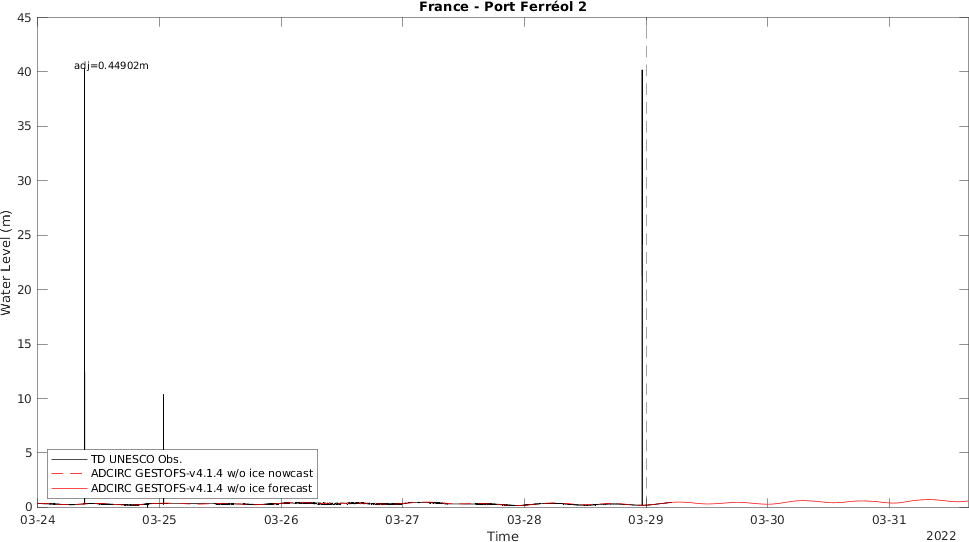 France - Port Ferréol 2
45
40
35
30
25
20
15
10
5
0
Water Level (m)
adj=0.44902m
TD UNESCO Obs.
ADCIRC GESTOFS-v4.1.4 w/o ice nowcast
ADCIRC GESTOFS-v4.1.4 w/o ice forecast
03-24 03-25 03-26 03-27 03-28 03-29 03-30 03-31
Time
2022